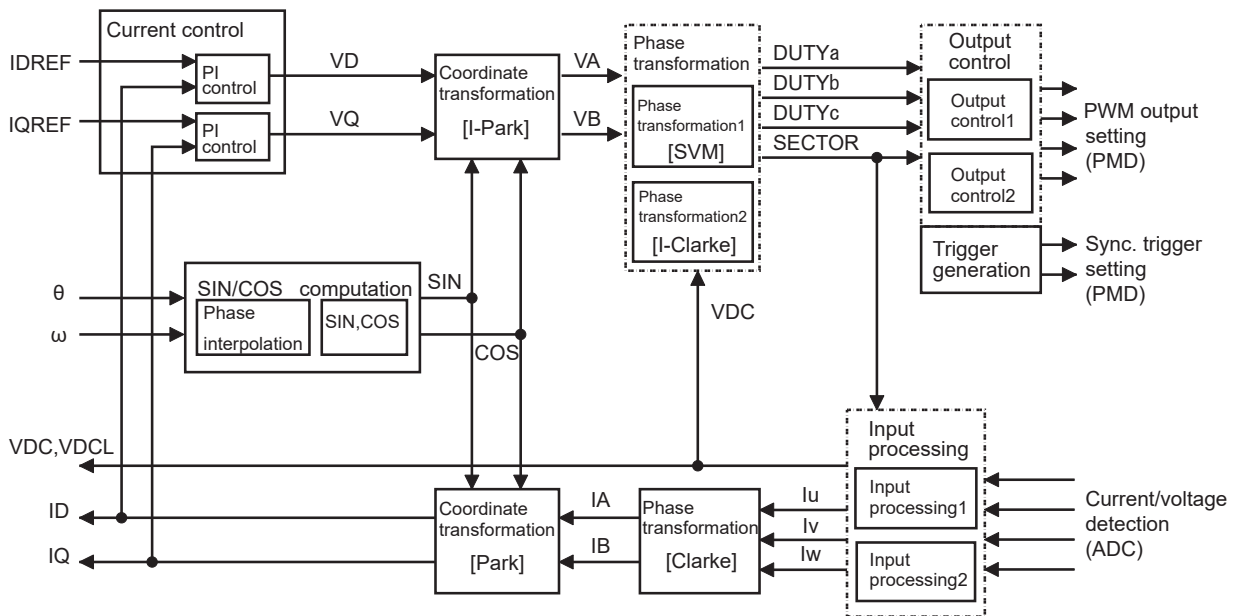 Current control
IDREF
PI
control
VD
IQREF
PI
control
VQ
Coordinate
transformation
[I-Park]
VA
VB
Phase
transformation
Phase
transformation1
[SVM]
Phase
transformation2
[I-Clarke]
DUTYa
DUTYb
DUTYc
SECTOR
Output
control
Output
control1
Output
control2
PWM output
setting
(PMD)
Trigger
generation
Sync. trigger
setting
(PMD)
θ
ω
SIN/COS computation
Phase
interpolation
SIN,COS
SIN
COS
VDC
VDC,VDCL
ID
IQ
Coordinate
transformation
[Park]
IA
IB
Phase
transformation
[Clarke]
Iu
Iv
Iw
Input
processing
Input
processing1
Input
processing2
Current/voltage
detection
(ADC)